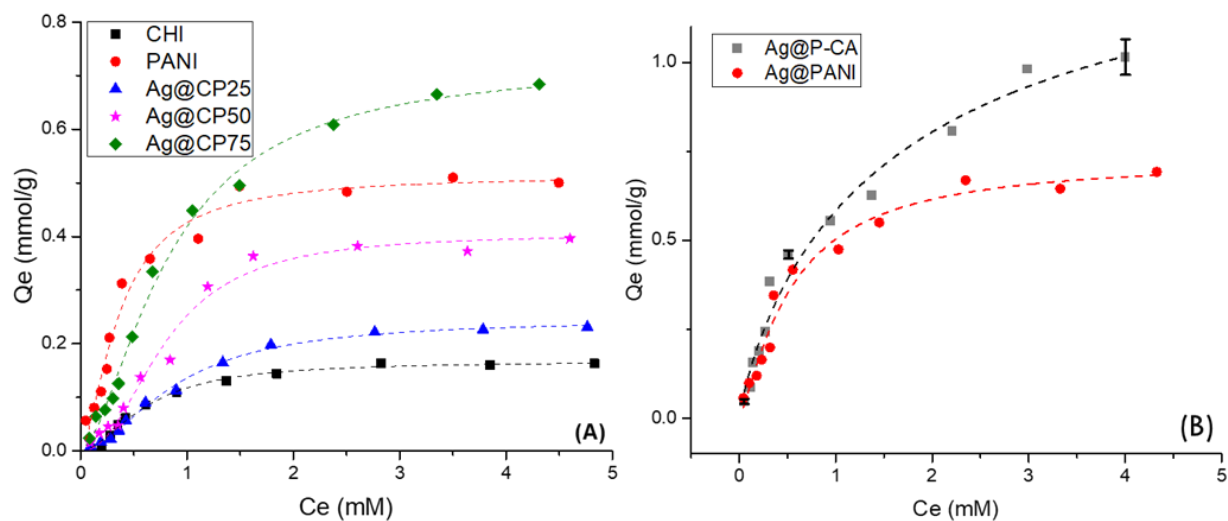 0.8
0.6
0.4
0.2
0.0
Qe (mmol/g)
CHI
PANI
Ag@CP25
Ag@CP50
Ag@CP75
(A)
0 1 2 3 4 5
Ce (mM)
1.0
0.5
0.0
Qe (mmol/g)
Ag@P-CA
Ag@PANI
(B)
0 1 2 3 4 5
Ce (mM)